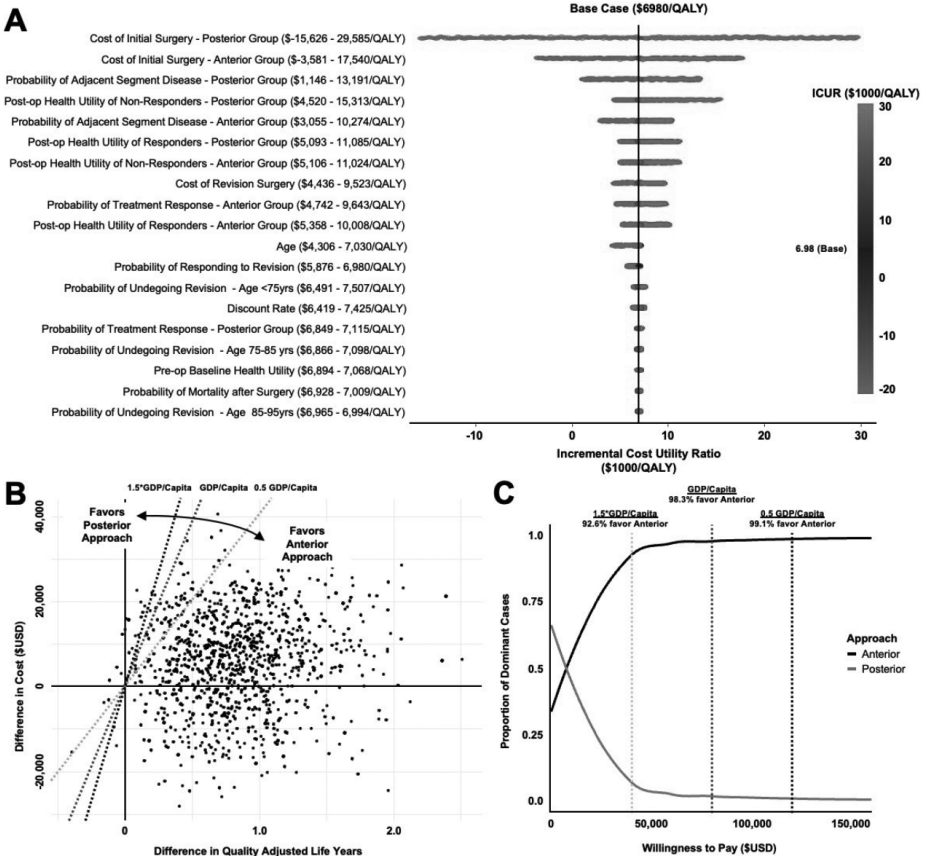 A
Base Case ($6980/QALY)
Cost of Initial Surgery - Posterior Group ($-15,626 - 29,585/QALY)
Cost of Initial Surgery - Anterior Group ($-3,581 - 17,540/QALY)
Probability of Adjacent Segment Disease - Posterior Group ($1,146 - 13,191/QALY)
Post-op Health Utility of Non-Responders - Posterior Group ($4,520 - 15,313/QALY)
Probability of Adjacent Segment Disease - Anterior Group ($3,055 - 10,274/QALY)
Post-op Health Utility of Responders - Posterior Group ($5,093 - 11,085/QALY)
Post-op Health Utility of Non-Responders - Anterior Group ($5,106 - 11,024/QALY)
Cost of Revision Surgery ($4,436 - 9,523/QALY)
Probability of Treatment Response - Anterior Group ($4,742 - 9,643/QALY)
Post-op Health Utility of Responders - Anterior Group ($5,358 - 10,008/QALY)
Age ($4,306 - 7,030/QALY)
Probability of Responding to Revision ($5,876 - 6,980/QALY)
Probability of Undegoing Revision - Age <75yrs ($6,491 - 7,507/QALY)
Discount Rate ($6,419 - 7,425/QALY)
Probability of Treatment Response - Posterior Group ($6,849 - 7,115/QALY)
Probability of Undegoing Revision - Age 75-85 yrs ($6,866 - 7,098/QALY)
Pre-op Baseline Health Utility ($6,894 - 7,068/QALY)
Probability of Mortality after Surgery ($6,928 - 7,009/QALY)
Probability of Undegoing Revision - Age 85-95yrs ($6,965 - 6,994/QALY)
-10 0 10 20 30
Incremental Cost Utility Ratio
($1000/QALY)
ICUR ($1000/QALY)
30
20
10
6.98 (Base)
0
-10
-20
B
1.5*GDP/Capita GDP/Capita 0.5 GDP/Capita
Favors
Posterior
Approach
Favors
Anterior
Approach
Difference in Cost ($USD)
40,000
20,000
0
-20,000
0 1.0 2.0
Difference in Quality Adjusted Life Years
C
GDP/Capita
98.3% favor Anterior
1.5*GDP/Capita
92.6% favor Anterior
0.5 GDP/Capita
99.1% favor Anterior
Proportion of Dominant Cases
1.0
0.75
0.5
0.25
0.0
Approach
Anterior
Posterior
0 50,000 100,000 150,000
Willingness to Pay ($USD)